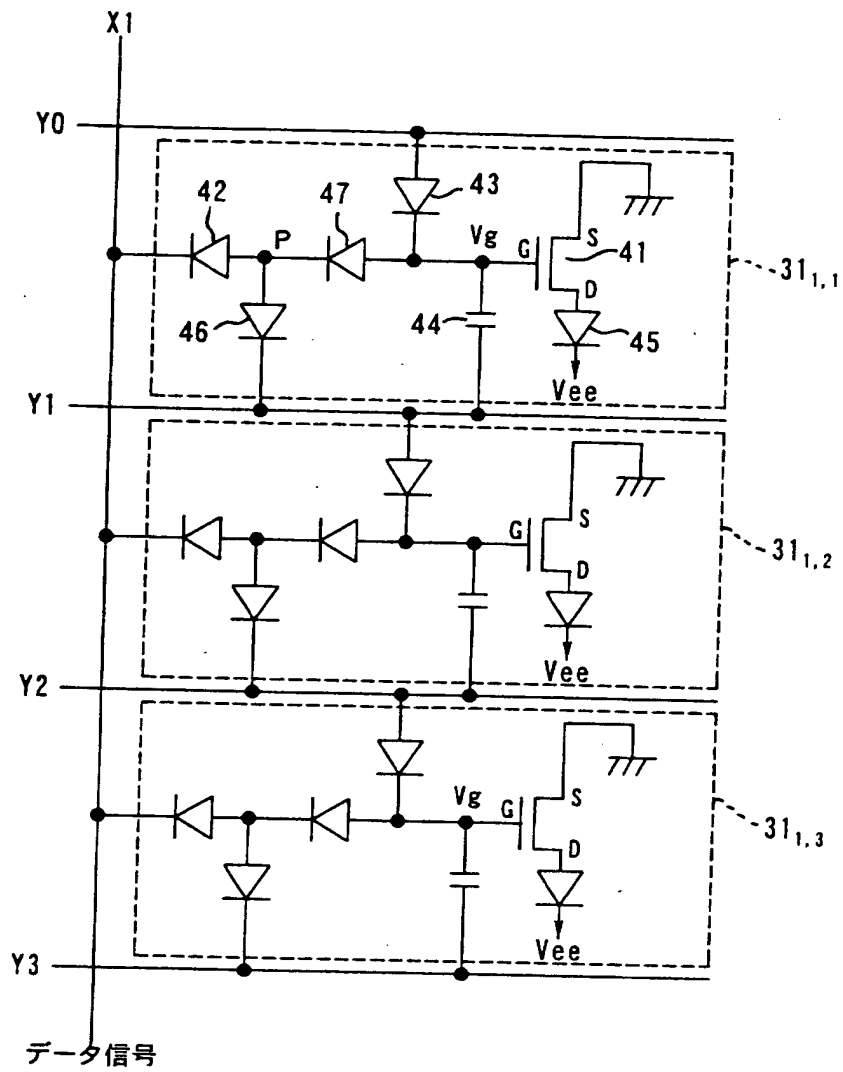 X1
Y0
42
P
47
43
Vg
G
S
41
D
31₁,₁
46
44
45
Vee
Y1
G
S
D
31₁,₂
Vee
Y2
Vg
G
S
D
31₁,₃
Vee
Y3
データ信号